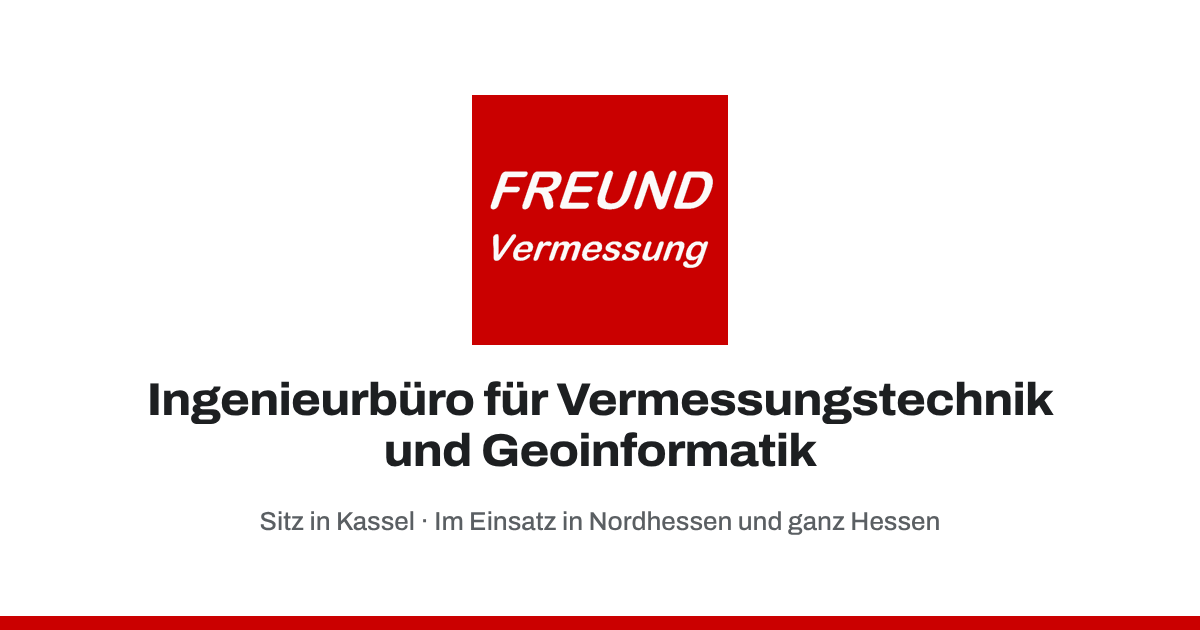 FREUND
Vermessung
Ingenieurbüro für Vermessungstechnik
und Geoinformatik
Sitz in Kassel · Im Einsatz in Nordhessen und ganz Hessen